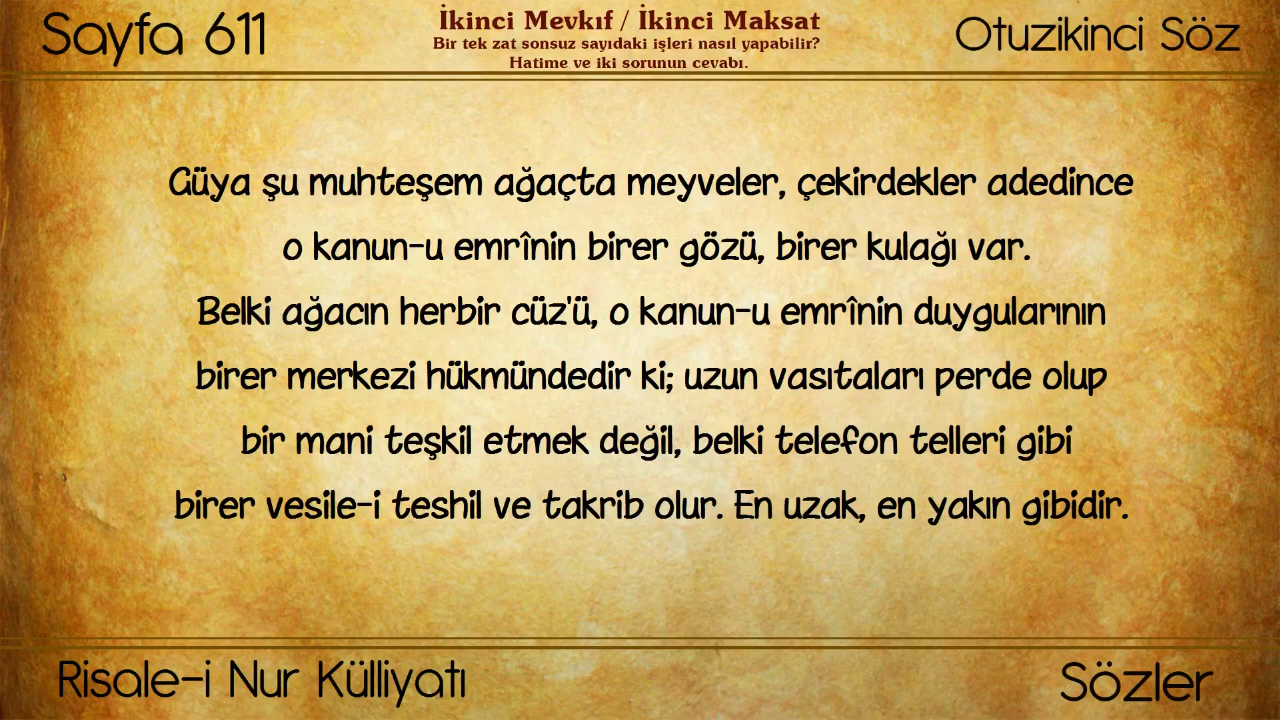 Sayfa 611
İkinci Mevkıf / İkinci Maksat
Bir tek zat sonsuz sayıdaki işleri nasıl yapabilir?
Hatime ve iki sorunun cevabı.
Otuzikinci Söz
Güya şu muhteşem ağaçta meyveler, çekirdekler adedince
o kanun-u emrînin birer gözü, birer kulağı var.
Belki ağacın herbir cüz'ü, o kanun-u emrînin duygularının
birer merkezi hükmündedir ki; uzun vasıtaları perde olup
bir mani teşkil etmek değil, belki telefon telleri gibi
birer vesile-i teshil ve takrib olur. En uzak, en yakın gibidir.
Risale-i Nur Külliyatı
Sözler